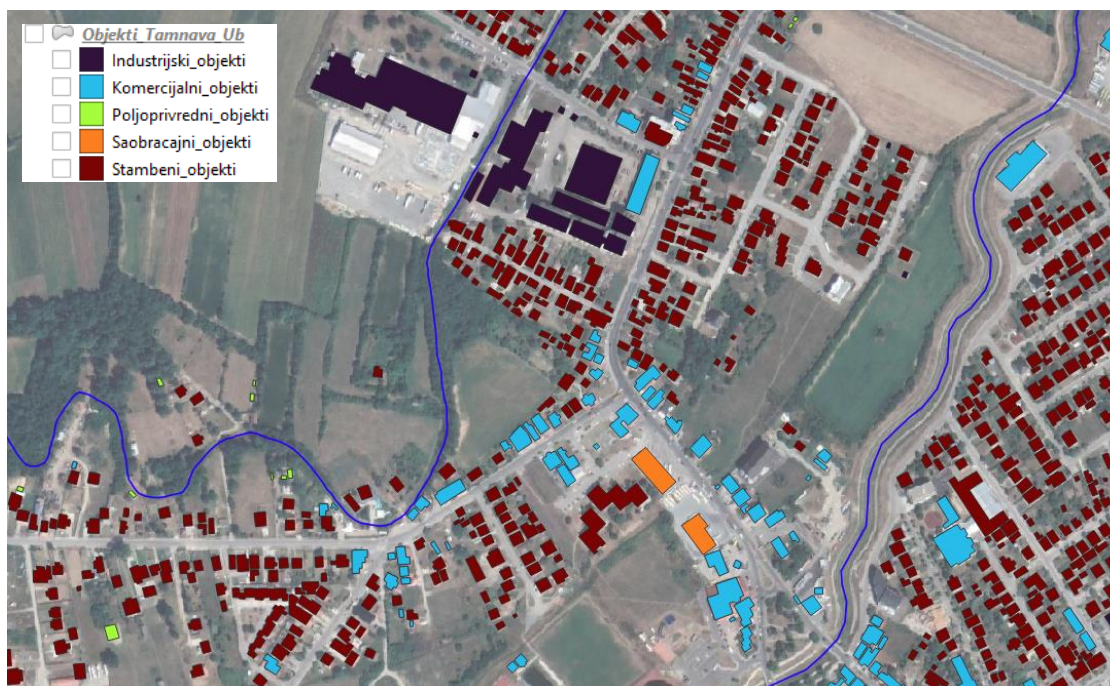 Objekti_Tamnava_Ub
Industrijski_objekti
Komercijalni_objekti
Poljoprivredni_objekti
Saobracajni_objekti
Stambeni_objekti